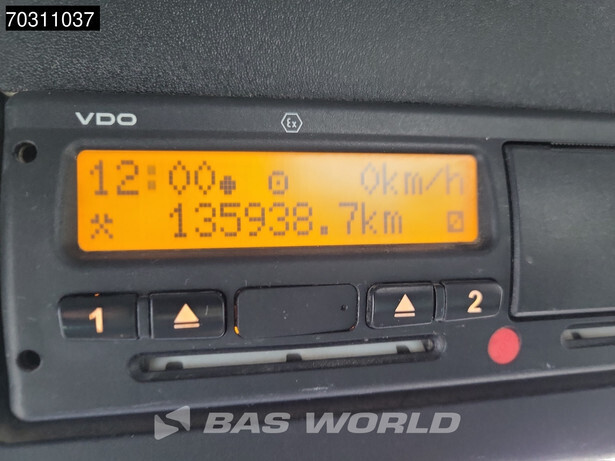 70311037
VDO
Ex
12:00 0km/h
135938.7km
1 2
BAS WORLD